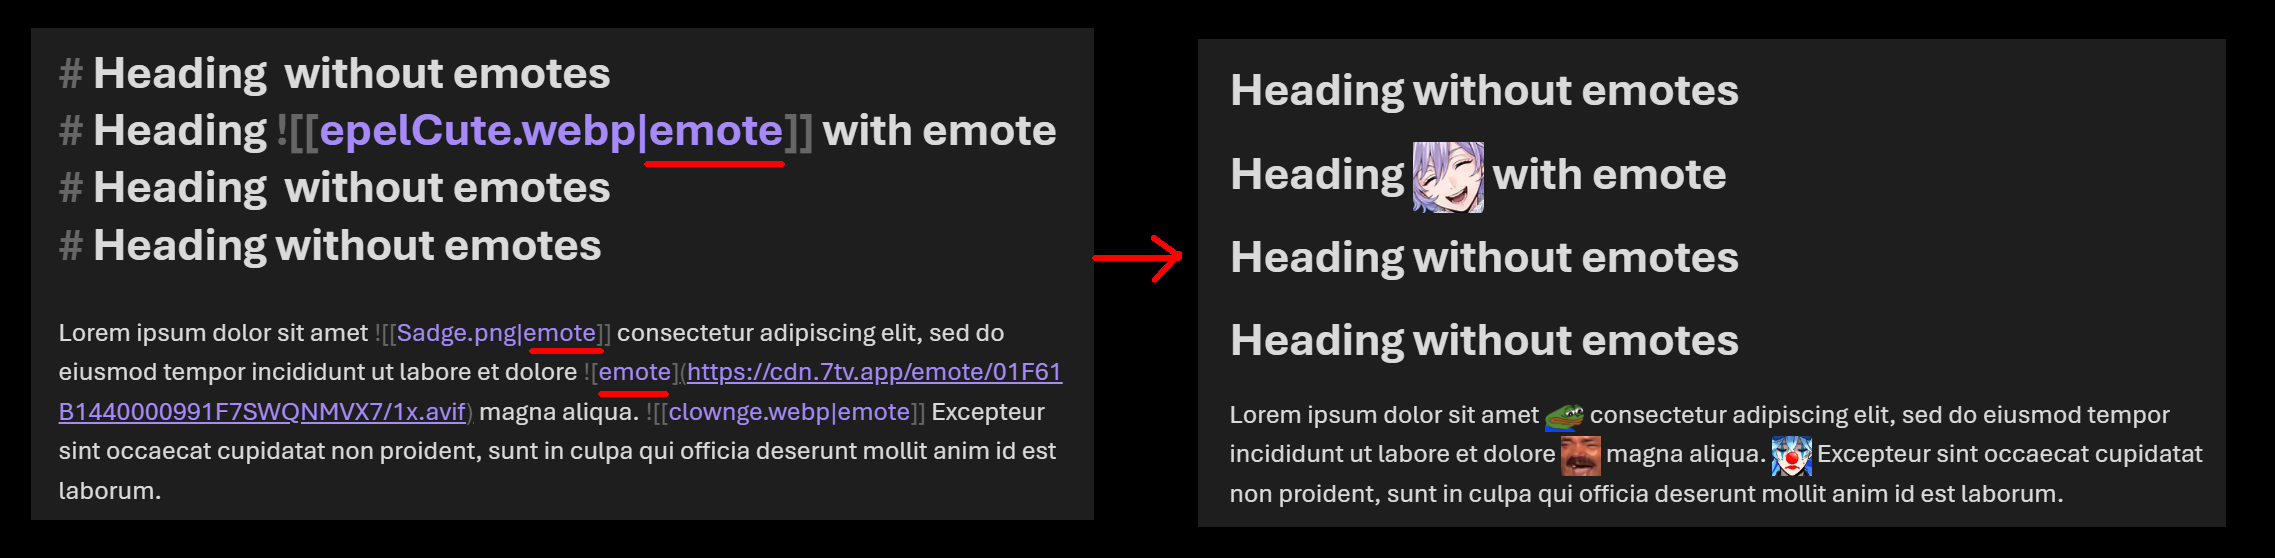 # Heading  without emotes
# Heading ![[epelCute.webp|emote]] with emote
# Heading  without emotes
# Heading without emotes
Lorem ipsum dolor sit amet ![[Sadge.png|emote]] consectetur adipiscing elit, sed do
eiusmod tempor incididunt ut labore et dolore ![emote](https://cdn.7tv.app/emote/01F61
B1440000991F7SWQNMVX7/1x.avif) magna aliqua. ![[clownge.webp|emote]] Excepteur
sint occaecat cupidatat non proident, sunt in culpa qui officia deserunt mollit anim id est
laborum.
Heading without emotes
Heading with emote
Heading without emotes
Heading without emotes
Lorem ipsum dolor sit amet consectetur adipiscing elit, sed do eiusmod tempor
incididunt ut labore et dolore magna aliqua. Excepteur sint occaecat cupidatat
non proident, sunt in culpa qui officia deserunt mollit anim id est laborum.